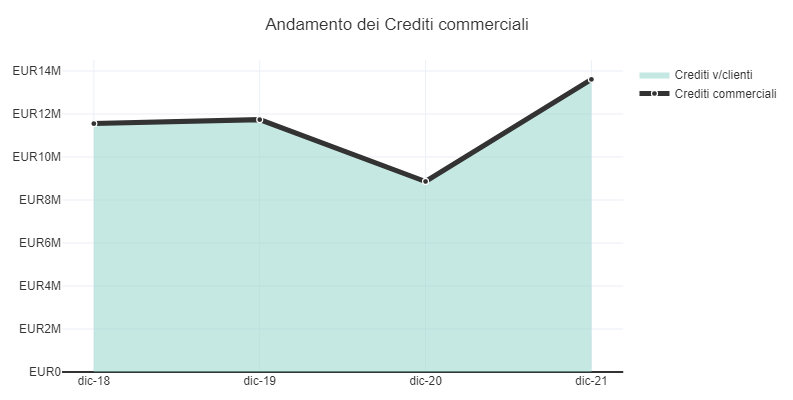 Andamento dei Crediti commerciali
EUR14M
EUR12M
EUR10M
EUR8M
EUR6M
EUR4M
EUR2M
EUR0
dic-18
dic-19
dic-20
dic-21
Crediti v/clienti
Crediti commerciali